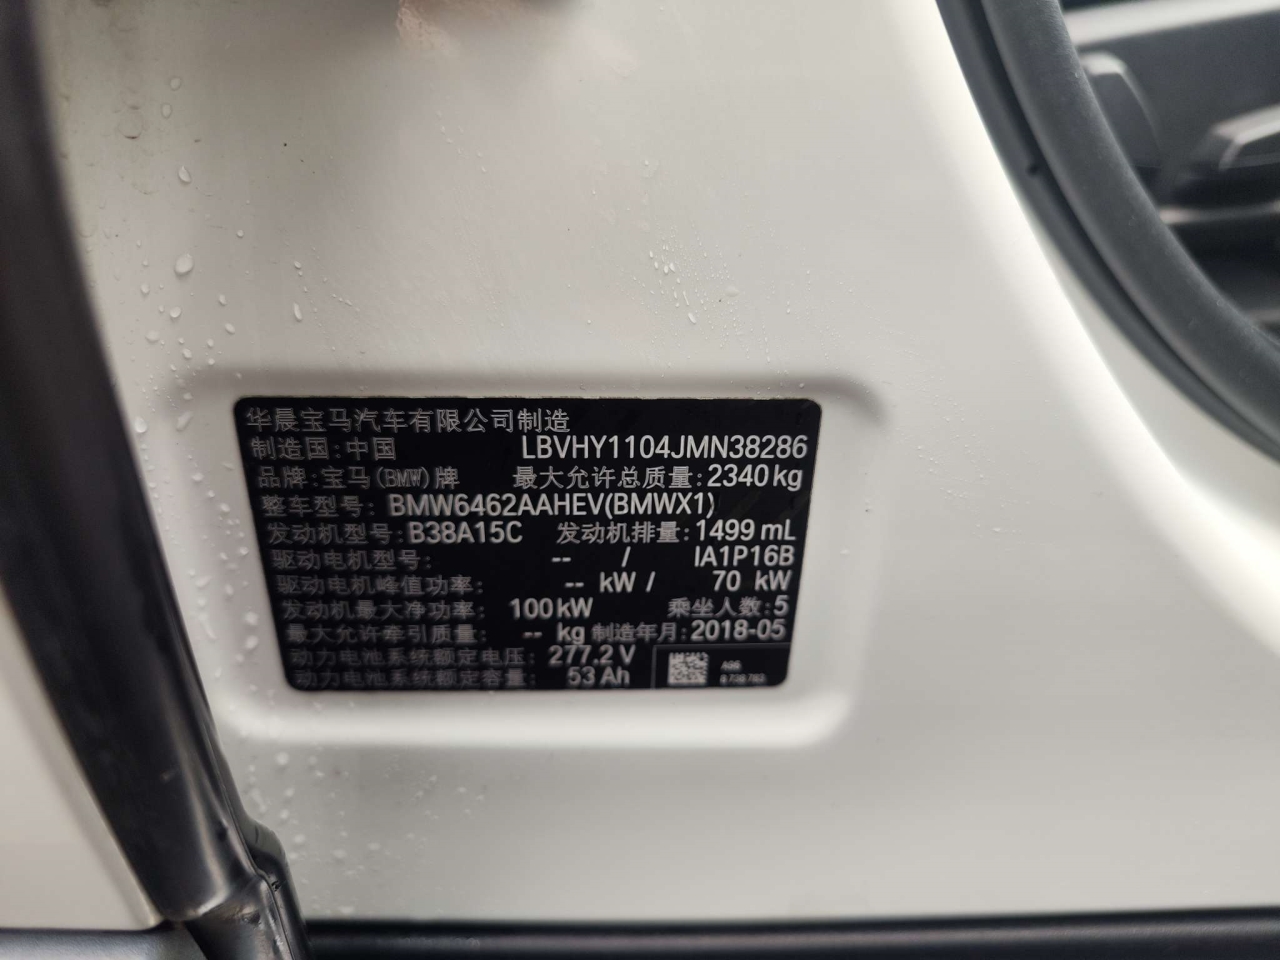 华晨宝马汽车有限公司制造
制造国:中国 LBVHY1104JMN38286
品牌:宝马(BMW)牌 最大允许总质量:2340kg
整车型号: BMW6462AAHEV(BMWX1)
发动机型号:B38A15C 发动机排量:1499 mL
驱动电机型号: -- / IA1P16B
驱动电机峰值功率: -- kW / 70 kW
发动机最大净功率: 100kW 乘坐人数:5
最大允许牵引质量: -- kg 制造年月:2018-05
动力电池系统额定电压: 277.2 V
动力电池系统额定容量: 53 Ah